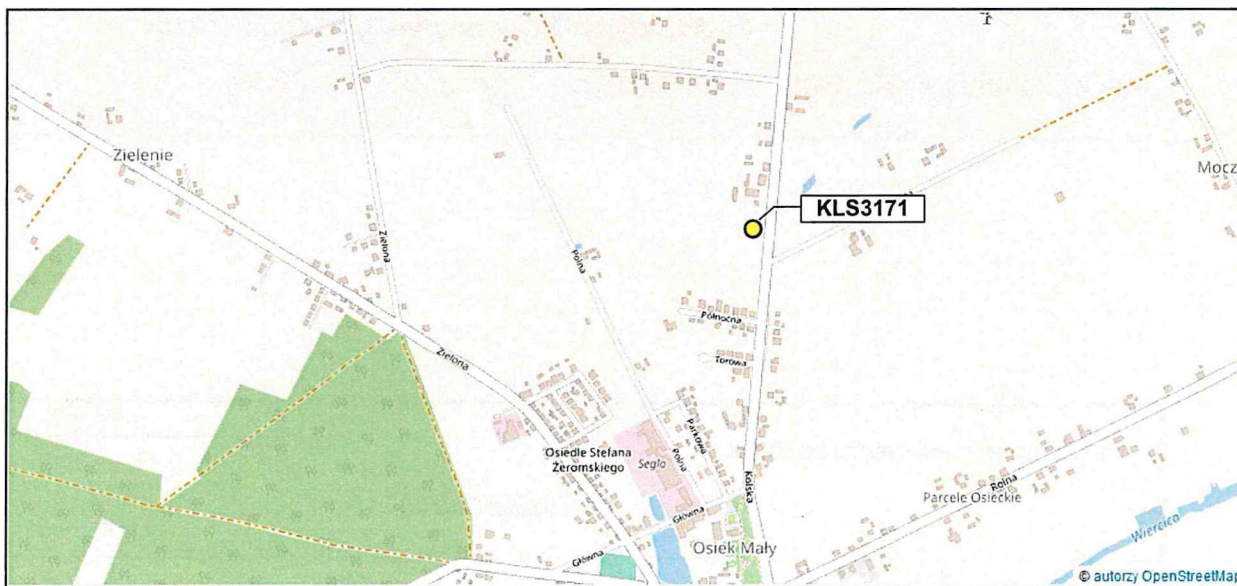 Zielenie
Mocz
KLS3171
Zielona
Polna
Północna
Torowa
Zielona
Parkowa
Polna
Osiedle Stefana
Żeromskiego
Segla
Kolska
Rolna
Parcele Osieckie
Główna
Wiercica
Osiek Mały
Główna
© autorzy OpenStreetMap